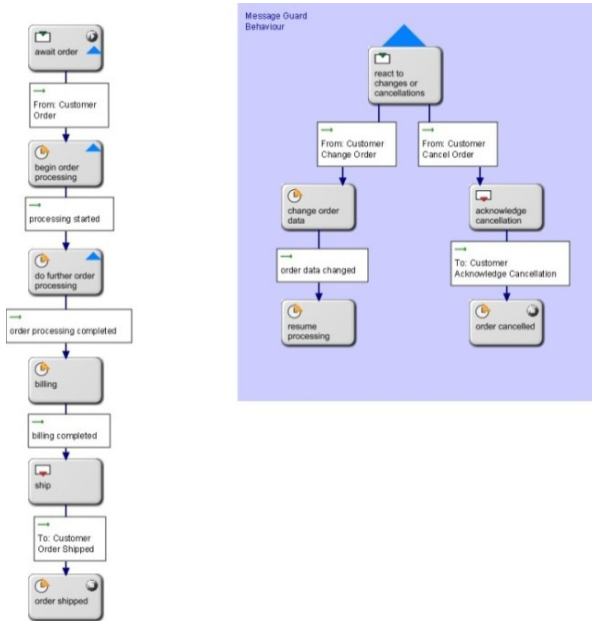 await order
From: Customer
Order
begin order
processing
processing started
do further order
processing
order processing completed
billing
billing completed
ship
To: Customer
Order Shipped
order shipped
Message Guard
Behaviour
react to
changes or
cancellations
From: Customer
Change Order
From: Customer
Cancel Order
change order
data
acknowledge
cancellation
order data changed
To: Customer
Acknowledge Cancellation
resume
processing
order cancelled